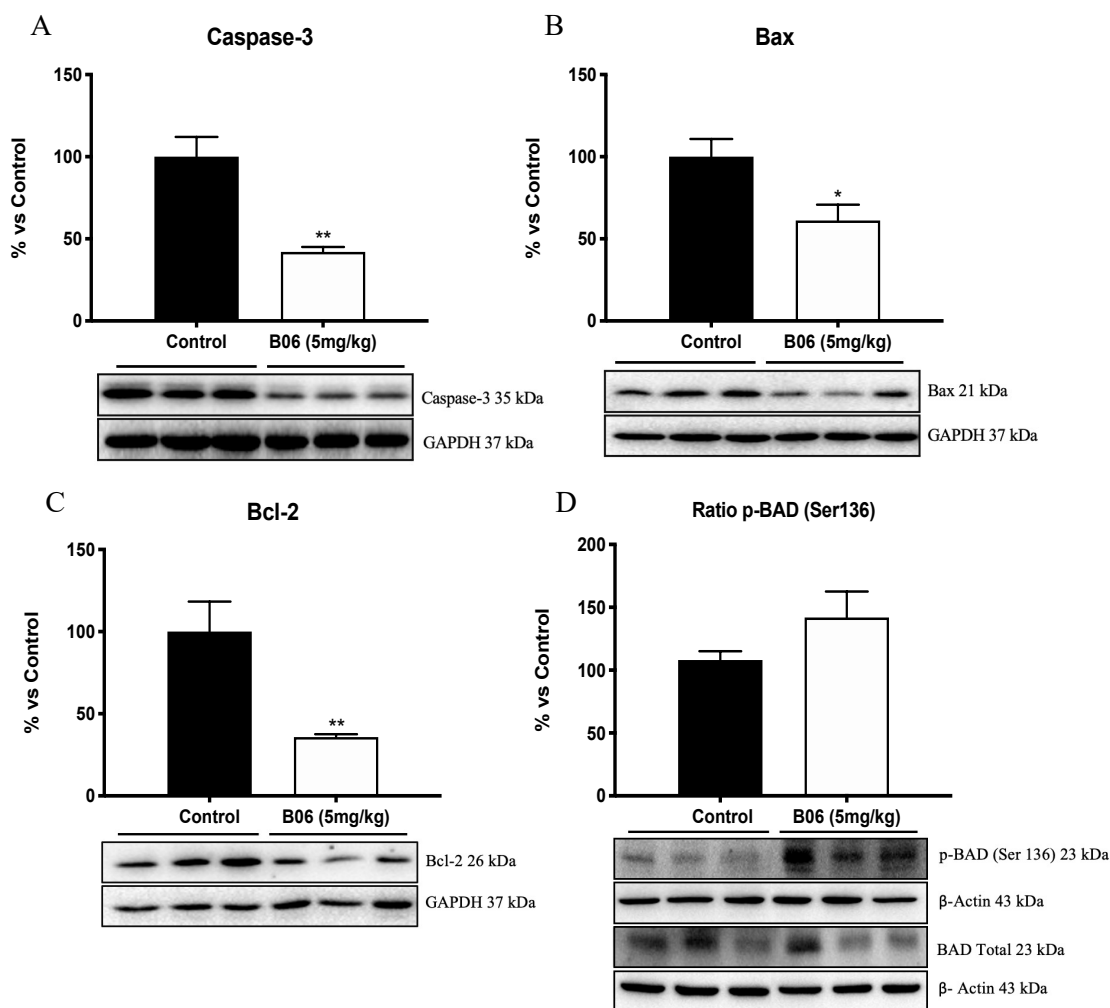 A
Caspase-3
% vs Control
150
100
50
0
**
Control
B06 (5mg/kg)
Caspase-3 35 kDa
GAPDH 37 kDa
B
Bax
% vs Control
150
100
50
0
*
Control
B06 (5mg/kg)
Bax 21 kDa
GAPDH 37 kDa
C
Bcl-2
% vs Control
150
100
50
0
**
Control
B06 (5mg/kg)
Bcl-2 26 kDa
GAPDH 37 kDa
D
Ratio p-BAD (Ser136)
% vs Control
200
150
100
50
0
Control
B06 (5mg/kg)
p-BAD (Ser 136) 23 kDa
β-Actin 43 kDa
BAD Total 23 kDa
β- Actin 43 kDa